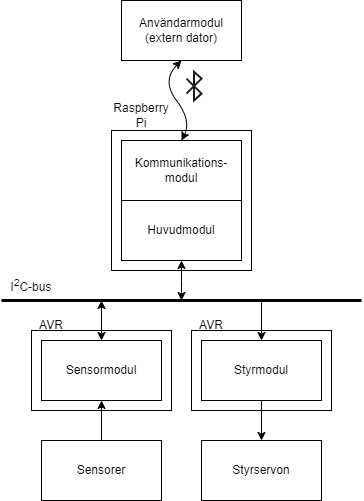 Användarmodul
(extern dator)
Raspberry
Pi
Kommunikations-
modul
Huvudmodul
I²C-bus
AVR
AVR
Sensormodul
Styrmodul
Sensorer
Styrservon